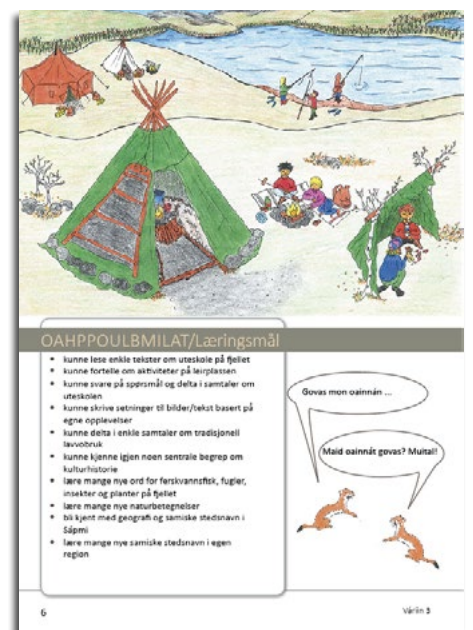 OAHPPOULBMILAT/Læringsmål
• kunne lese enkle tekster om uteskole på fjellet
• kunne fortelle om aktiviteter på leirplassen
• kunne svare på spørsmål og delta i samtaler om
uteskolen
• kunne skrive setninger til bilder/tekst basert på
egne opplevelser
• kunne delta i enkle samtaler om tradisjonell
lavvobruk
• kunne kjenne igjen noen sentrale begrep om
kulturhistorie
• lære mange nye ord for ferskvannsfisk, fugler,
insekter og planter på fjellet
• lære mange nye naturbetegnelser
• bli kjent med geografi og samiske stedsnavn i
Sápmi
• lære mange nye samiske stedsnavn i egen
region
Govas mon oainnán ...
Maid oainnát govas? Muital!
6
Váriin 3